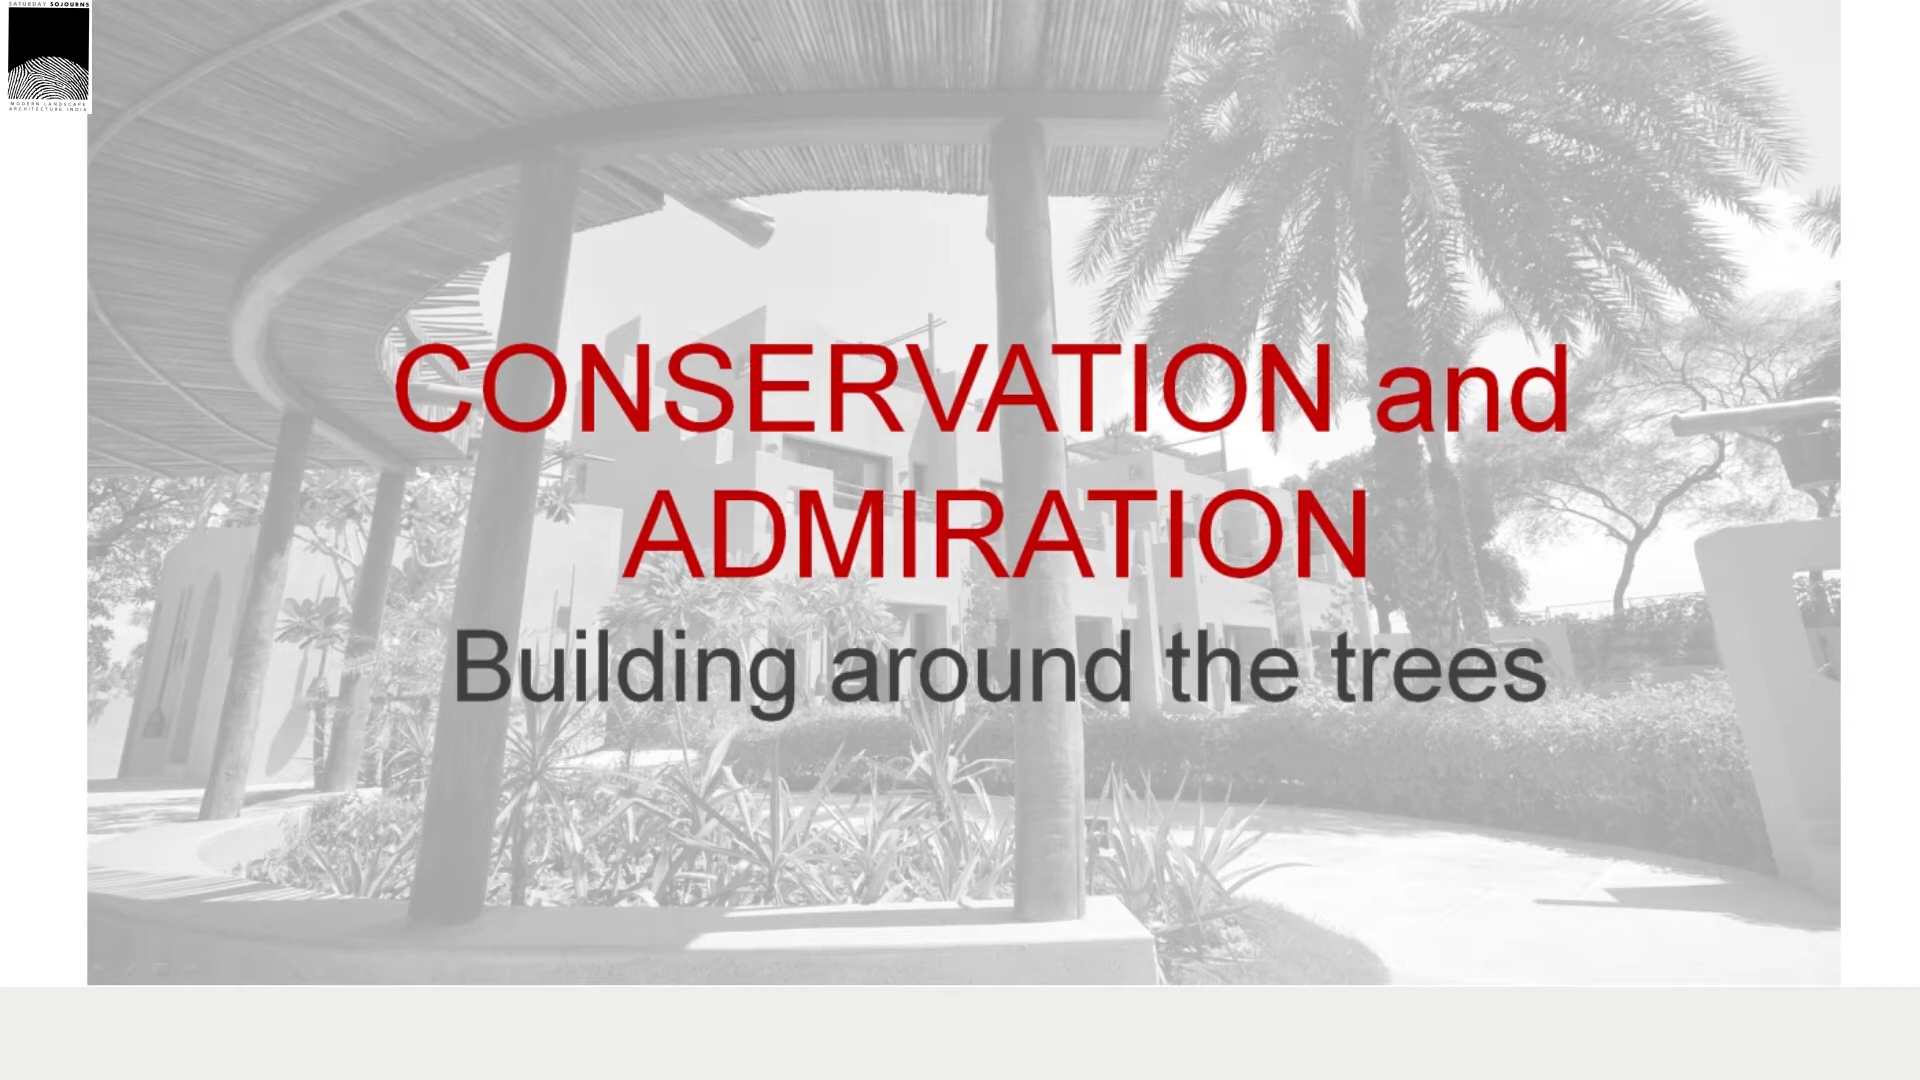 SATURDAY SOJOURNS
MODERN LANDSCAPE
ARCHITECTURE INDIA
CONSERVATION and
ADMIRATION
Building around the trees